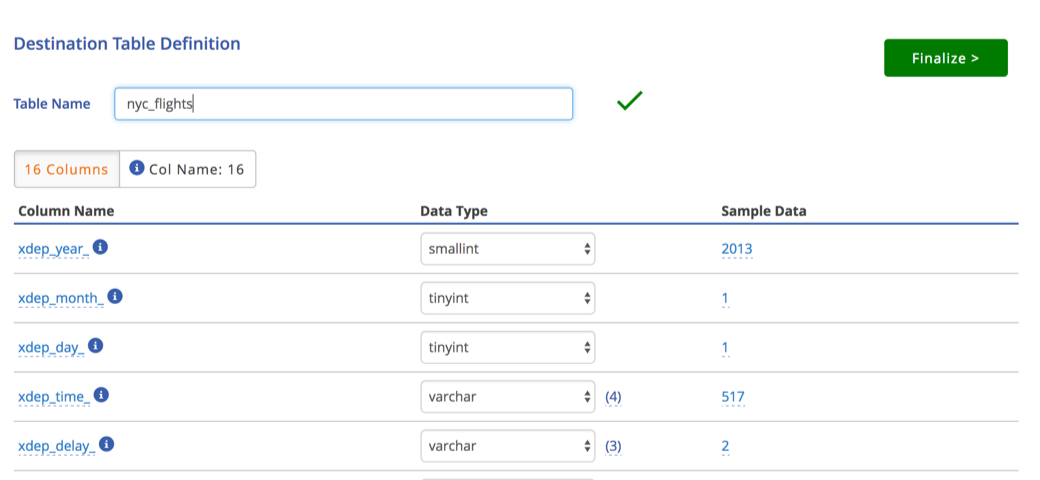 Destination Table Definition
Finalize >
Table Name nyc_flights
16 Columns i Col Name: 16
Column Name Data Type Sample Data
xdep_year_ i smallint 2013
xdep_month_ i tinyint 1
xdep_day_ i tinyint 1
xdep_time_ i varchar (4) 517
xdep_delay_ i varchar (3) 2